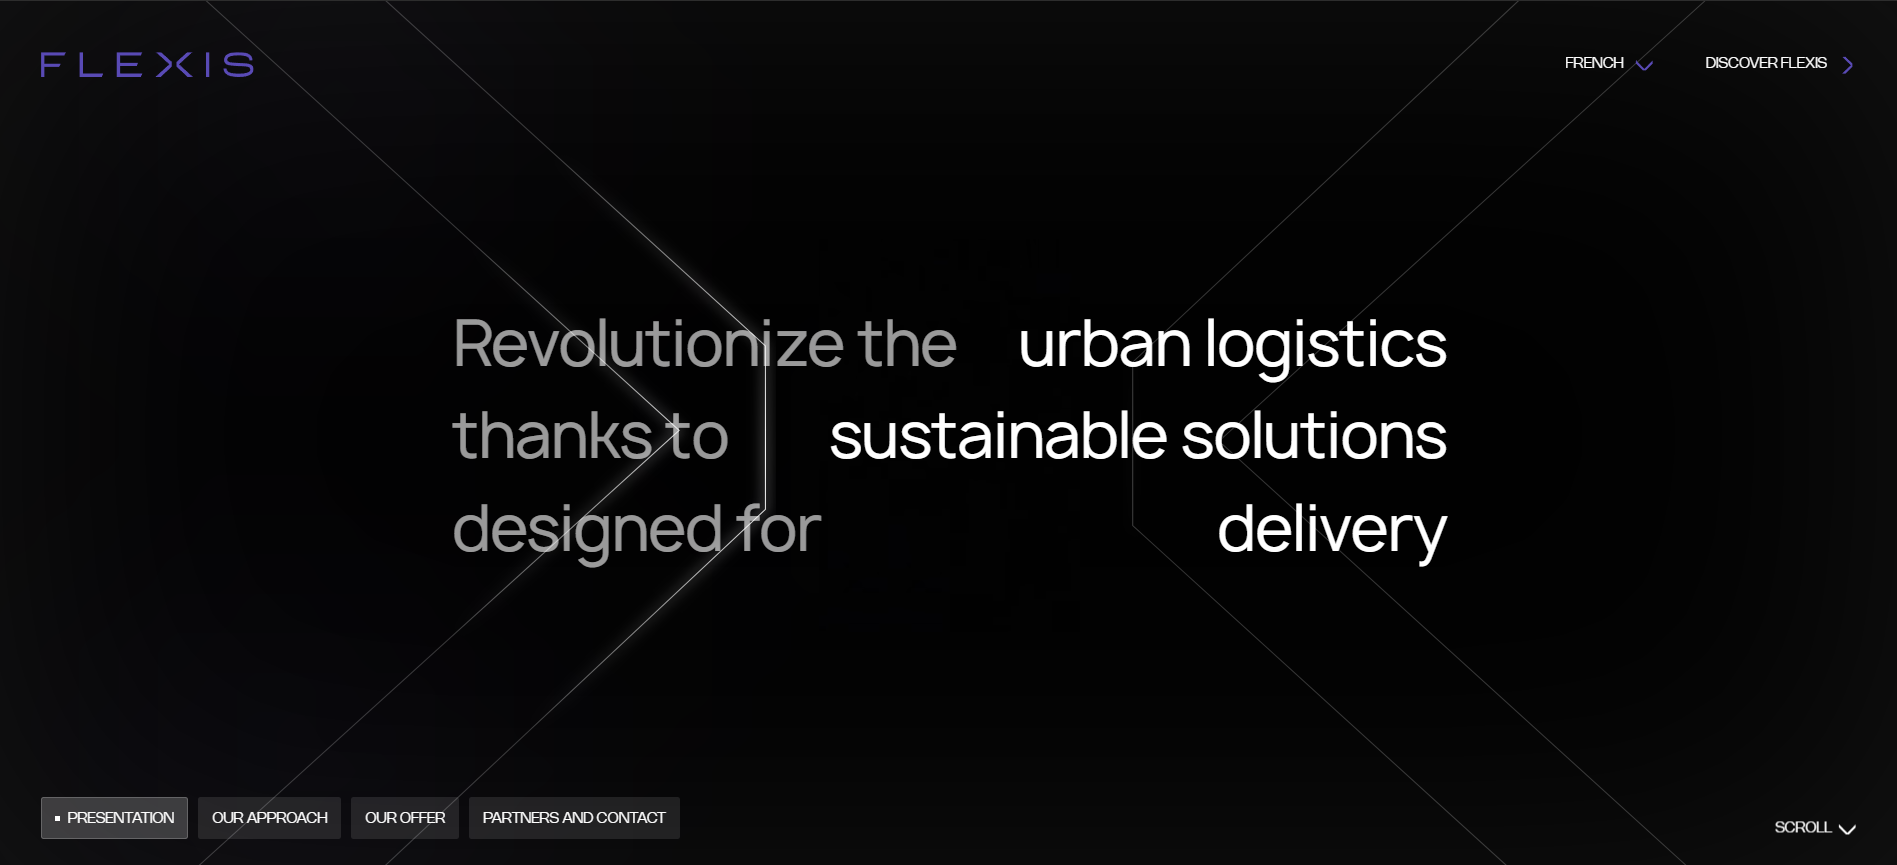 FLEXIS
FRENCH
DISCOVER FLEXIS
Revolutionize the urban logistics
thanks to sustainable solutions
designed for delivery
PRESENTATION
OUR APPROACH
OUR OFFER
PARTNERS AND CONTACT
SCROLL